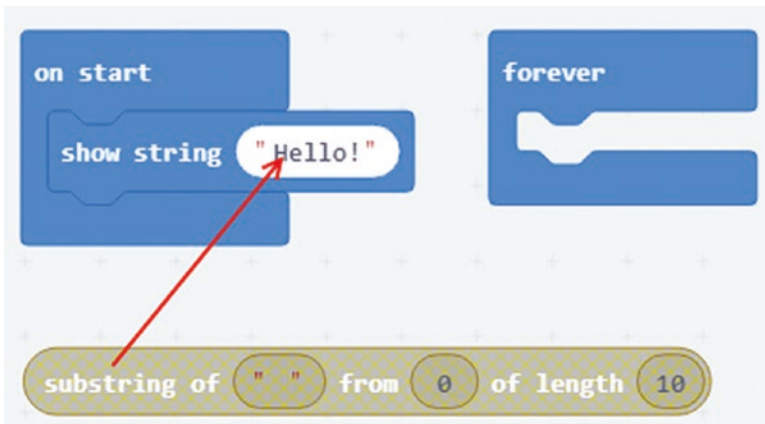 on start
forever
show string "Hello!"
substring of " " from 0 of length 10